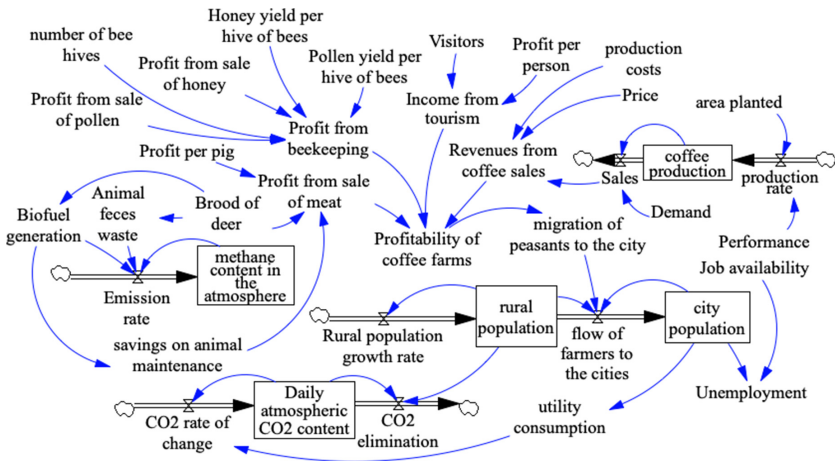 Honey yield per
hive of bees
number of bee
hives
Profit from sale
of honey
Pollen yield per
hive of bees
Visitors
Profit per
person
production
costs
Profit from sale
of pollen
Income from
tourism
Price
area planted
Profit from
beekeeping
Profit per pig
Revenues from
coffee sales
coffee
production
Sales
production
rate
Profit from sale
of meat
Animal
feces
waste
Brood of
deer
Biofuel
generation
Demand
migration of
peasants to the city
Profitability of
coffee farms
Performance
Job availability
methane
content in
the
atmosphere
Emission
rate
rural
population
city
population
Rural population
growth rate
flow of
farmers to
the cities
savings on animal
maintenance
Unemployment
Daily
atmospheric
CO2 content
CO2 rate of
change
CO2
elimination
utility
consumption